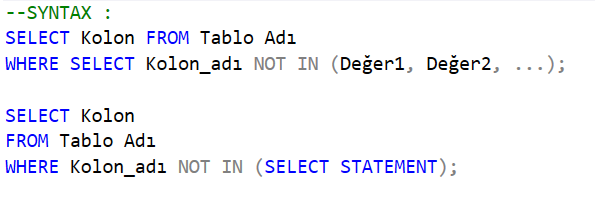 --SYNTAX :
SELECT Kolon FROM Tablo Adı
WHERE SELECT Kolon_adı NOT IN (Değer1, Değer2, ...);
SELECT Kolon
FROM Tablo Adı
WHERE Kolon_adı NOT IN (SELECT STATEMENT);